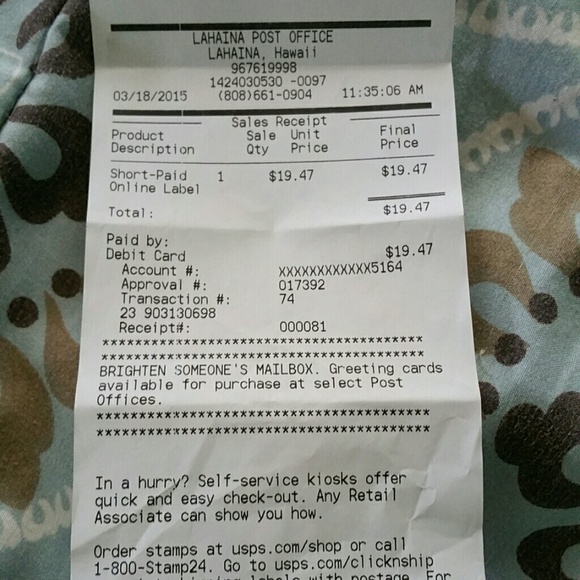 LAHAINA POST OFFICE
LAHAINA, Hawaii
967619998
1424030530 -0097
03/18/2015 (808)661-0904 11:35:06 AM
Sales Receipt
Product Sale Unit Final
Description Qty Price Price
Short-Paid 1 $19.47 $19.47
Online Label
Total: $19.47
Paid by:
Debit Card $19.47
Account #: XXXXXXXXXXXX5164
Approval #: 017392
Transaction #: 74
23 903130698
Receipt#: 000081
****************************************
****************************************
BRIGHTEN SOMEONE'S MAILBOX. Greeting cards
available for purchase at select Post
Offices.
****************************************
****************************************
In a hurry? Self-service kiosks offer
quick and easy check-out. Any Retail
Associate can show you how.
Order stamps at usps.com/shop or call
1-800-Stamp24. Go to usps.com/clicknship
labels with postage. For